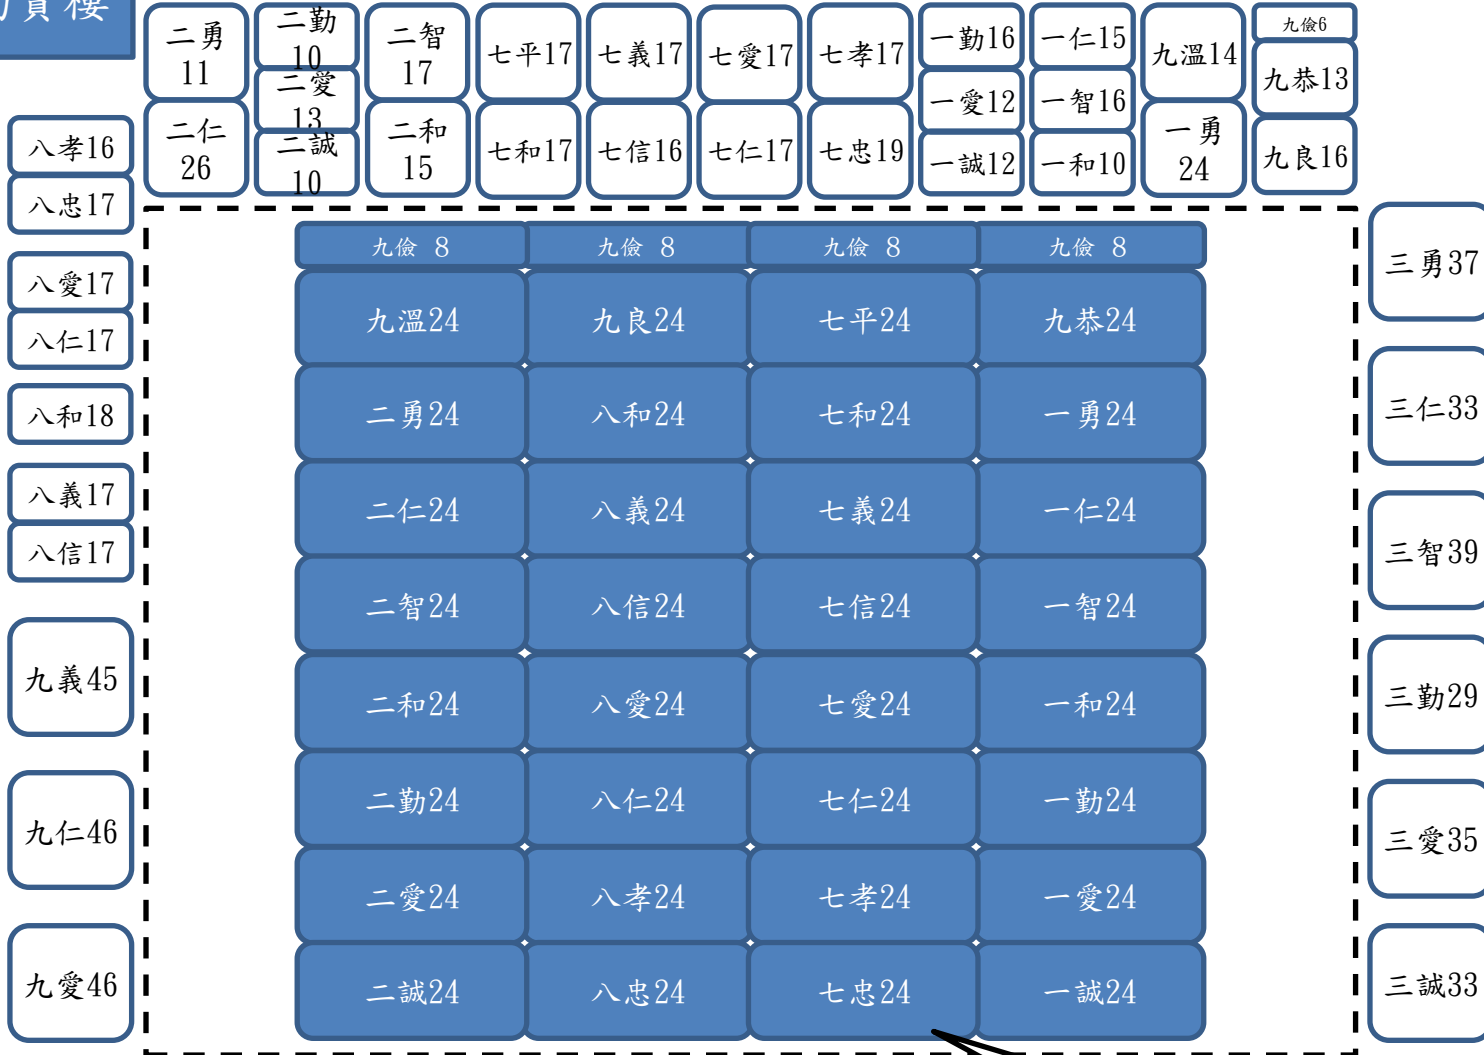 樓
二勇
11
二勤
10
二智
17
七平17
七義17
七愛17
七孝17
一勤16
一仁15
九溫14
九儉6
二愛
13
一愛12
一智16
九恭13
二仁
26
二誠
10
二和
15
七和17
七信16
七仁17
七忠19
一誠12
一和10
一勇
24
九良16
八孝16
八忠17
八愛17
八仁17
八和18
八義17
八信17
九義45
九仁46
九愛46
九儉 8
九儉 8
九儉 8
九儉 8
九溫24
九良24
七平24
九恭24
二勇24
八和24
七和24
一勇24
二仁24
八義24
七義24
一仁24
二智24
八信24
七信24
一智24
二和24
八愛24
七愛24
一和24
二勤24
八仁24
七仁24
一勤24
二愛24
八孝24
七孝24
一愛24
二誠24
八忠24
七忠24
一誠24
三勇37
三仁33
三智39
三勤29
三愛35
三誠33